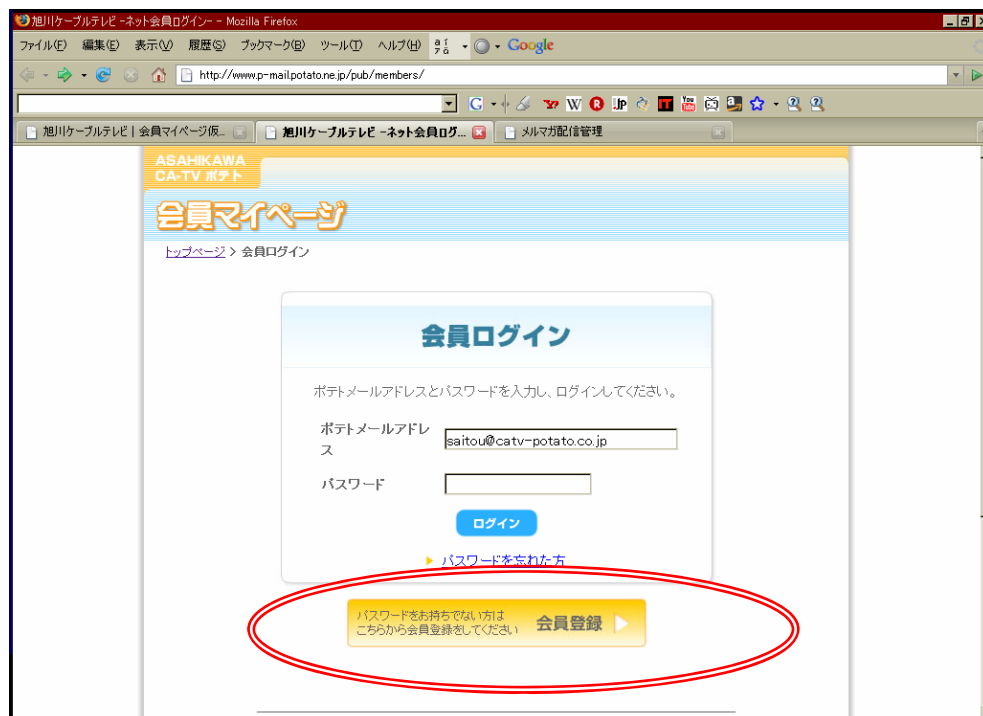 旭川ケーブルテレビ -ネット会員ログイン- - Mozilla Firefox
ファイル(F) 編集(E) 表示(V) 履歴(S) ブックマーク(B) ツール(T) ヘルプ(H) Google
http://www.p-mail.potato.ne.jp/pub/members/
旭川ケーブルテレビ | 会員マイページ仮... 旭川ケーブルテレビ -ネット会員ログ... メルマガ配信管理
ASAHIKAWA
CA-TV ポテト
会員マイページ
トップページ > 会員ログイン
会員ログイン
ポテトメールアドレスとパスワードを入力し、ログインしてください。
ポテトメールアドレ
ス
saitou@catv-potato.co.jp
パスワード
ログイン
パスワードを忘れた方
パスワードをお持ちでない方は
こちらから会員登録をしてください
会員登録